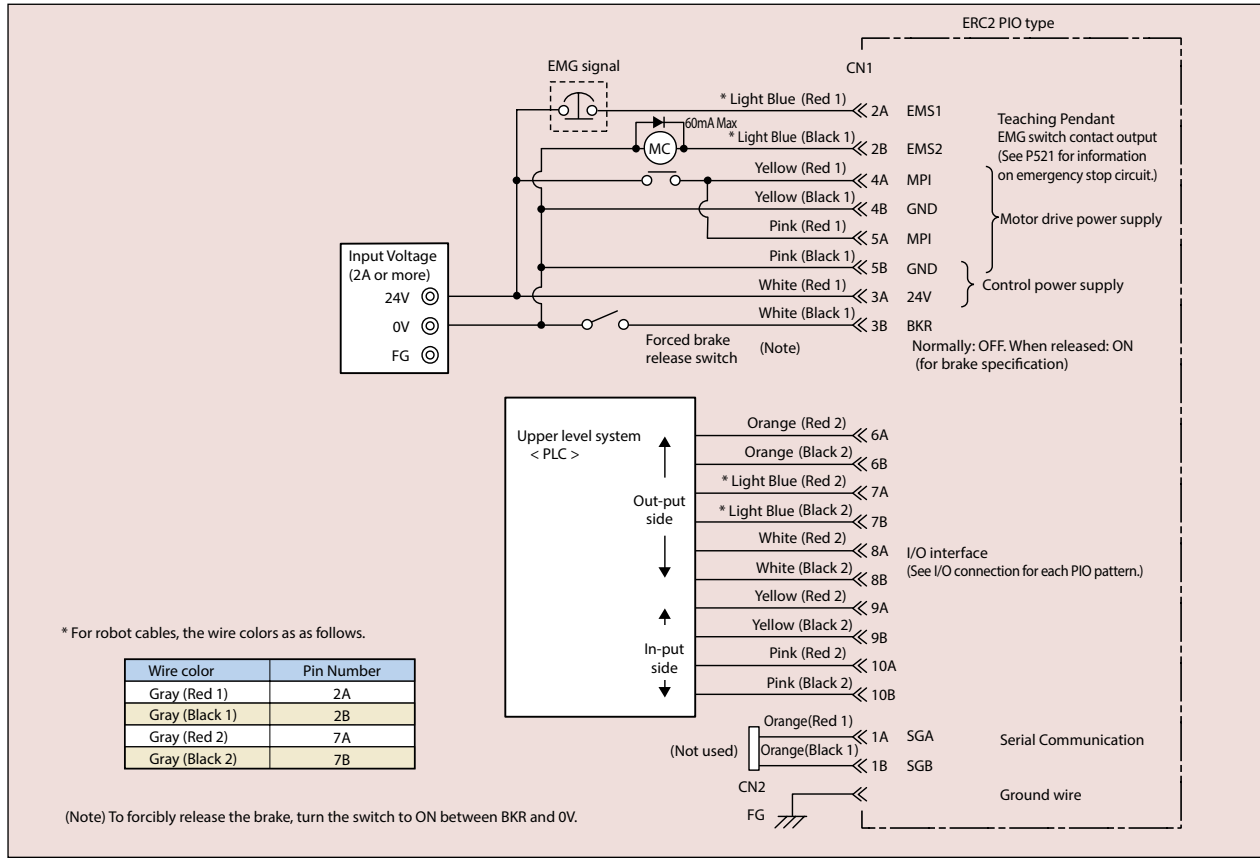 ERC2 PIO type
CN1
EMG signal
* Light Blue (Red 1)
2A EMS1
60mA Max
* Light Blue (Black 1)
MC
2B EMS2
Teaching Pendant
EMG switch contact output
(See P521 for information
on emergency stop circuit.)
Yellow (Red 1)
4A MPI
Yellow (Black 1)
4B GND
Motor drive power supply
Pink (Red 1)
5A MPI
Pink (Black 1)
5B GND
Control power supply
White (Red 1)
3A 24V
White (Black 1)
3B BKR
Input Voltage
(2A or more)
24V
0V
FG
Forced brake
release switch
(Note)
Normally: OFF. When released: ON
(for brake specification)
Upper level system
< PLC >
Out-put
side
In-put
side
Orange (Red 2)
6A
Orange (Black 2)
6B
* Light Blue (Red 2)
7A
* Light Blue (Black 2)
7B
White (Red 2)
8A
White (Black 2)
8B
Yellow (Red 2)
9A
Yellow (Black 2)
9B
Pink (Red 2)
10A
Pink (Black 2)
10B
I/O interface
(See I/O connection for each PIO pattern.)
* For robot cables, the wire colors as as follows.
Wire color Pin Number
Gray (Red 1) 2A
Gray (Black 1) 2B
Gray (Red 2) 7A
Gray (Black 2) 7B
(Not used)
Orange(Red 1)
1A SGA
Orange(Black 1)
1B SGB
Serial Communication
CN2
FG
Ground wire
(Note) To forcibly release the brake, turn the switch to ON between BKR and 0V.